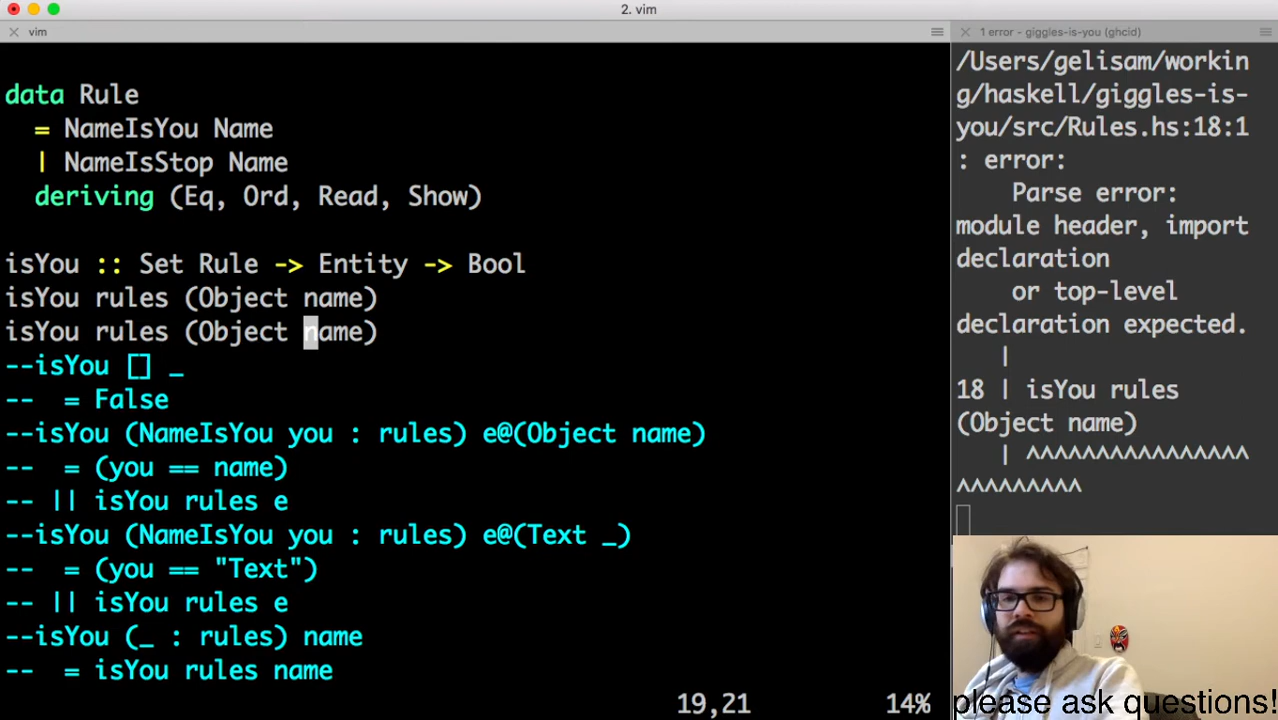 2. vim
vim
1 error - giggles-is-you (ghcid)
data Rule
  = NameIsYou Name
  | NameIsStop Name
  deriving (Eq, Ord, Read, Show)
isYou :: Set Rule -> Entity -> Bool
isYou rules (Object name)
isYou rules (Object name)
--isYou [] _
--  = False
--isYou (NameIsYou you : rules) e@(Object name)
--  = (you == name)
-- || isYou rules e
--isYou (NameIsYou you : rules) e@(Text _)
--  = (you == "Text")
-- || isYou rules e
--isYou (_ : rules) name
--  = isYou rules name
19,21 14%
/Users/gelisam/workin
g/haskell/giggles-is-
you/src/Rules.hs:18:1
: error:
    Parse error:
module header, import
declaration
    or top-level
declaration expected.
   |
18 | isYou rules
(Object name)
   | ^^^^^^^^^^^^^^^^
^^^^^^^^^
please ask questions!